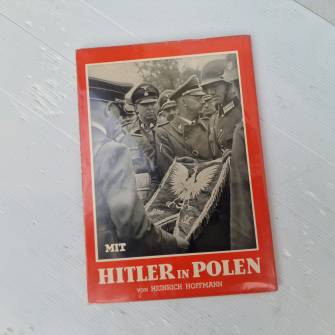 MIT
HITLER IN POLEN
VON HEINRICH HOFFMANN